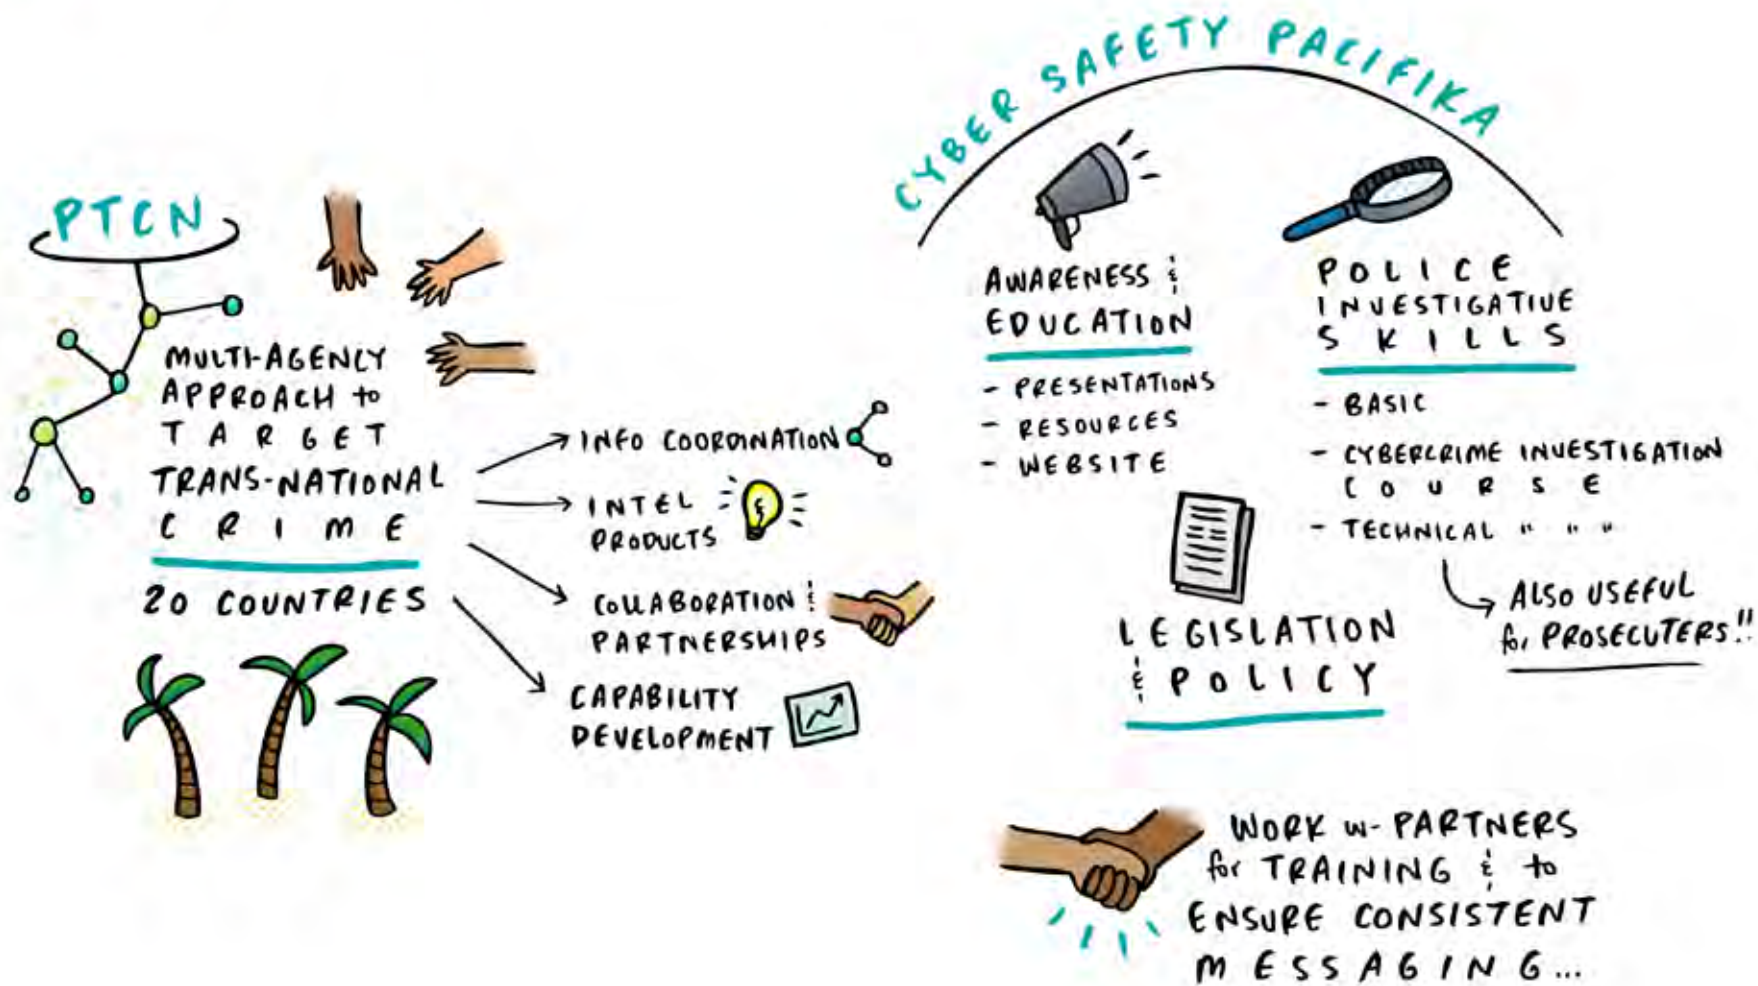 PTCN
MULTI-AGENCY
APPROACH to
TARGET
TRANS-NATIONAL
CRIME
20 COUNTRIES
INFO COORDINATION
INTEL
PRODUCTS
COLLABORATION &
PARTNERSHIPS
CAPABILITY
DEVELOPMENT
CYBER SAFETY PACIFIKA
AWARENESS &
EDUCATION
- PRESENTATIONS
- RESOURCES
- WEBSITE
POLICE
INVESTIGATIVE
SKILLS
- BASIC
- CYBERCRIME INVESTIGATION
COURSE
- TECHNICAL " " "
ALSO USEFUL
for PROSECUTERS!!
LEGISLATION
& POLICY
WORK w- PARTNERS
for TRAINING & to
ENSURE CONSISTENT
MESSAGING...